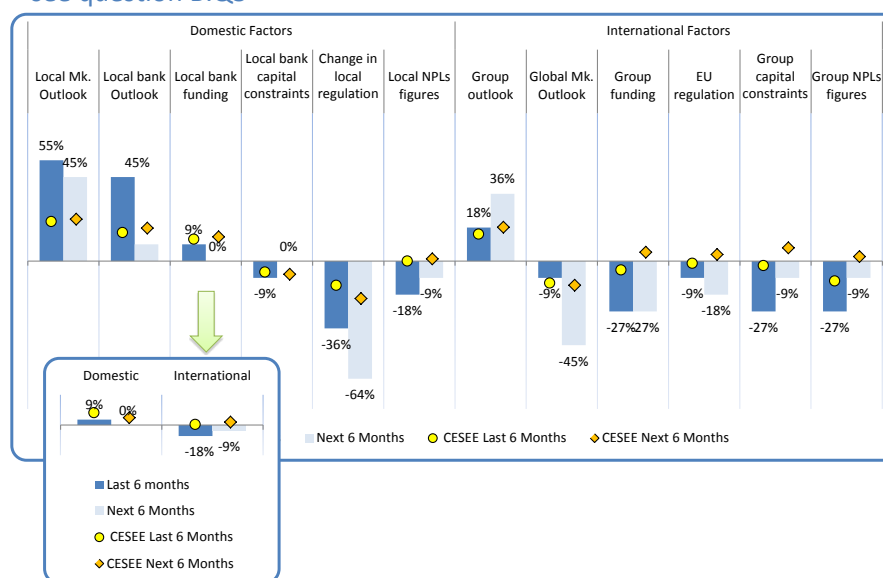 Domestic Factors
International Factors
Local Mk. Outlook
Local bank Outlook
Local bank funding
Local bank capital constraints
Change in local regulation
Local NPLs figures
Group outlook
Global Mk. Outlook
Group funding
EU regulation
Group capital constraints
Group NPLs figures
55%
45%
45%
9%
0%
0%
-9%
-36%
-64%
-18%
-9%
18%
36%
-9%
-45%
-27%
-27%
-9%
-18%
-27%
-9%
-27%
-9%
Next 6 Months
CESEE Last 6 Months
CESEE Next 6 Months
Domestic
International
9%
0%
-18%
-9%
Last 6 months
Next 6 Months
CESEE Last 6 Months
CESEE Next 6 Months